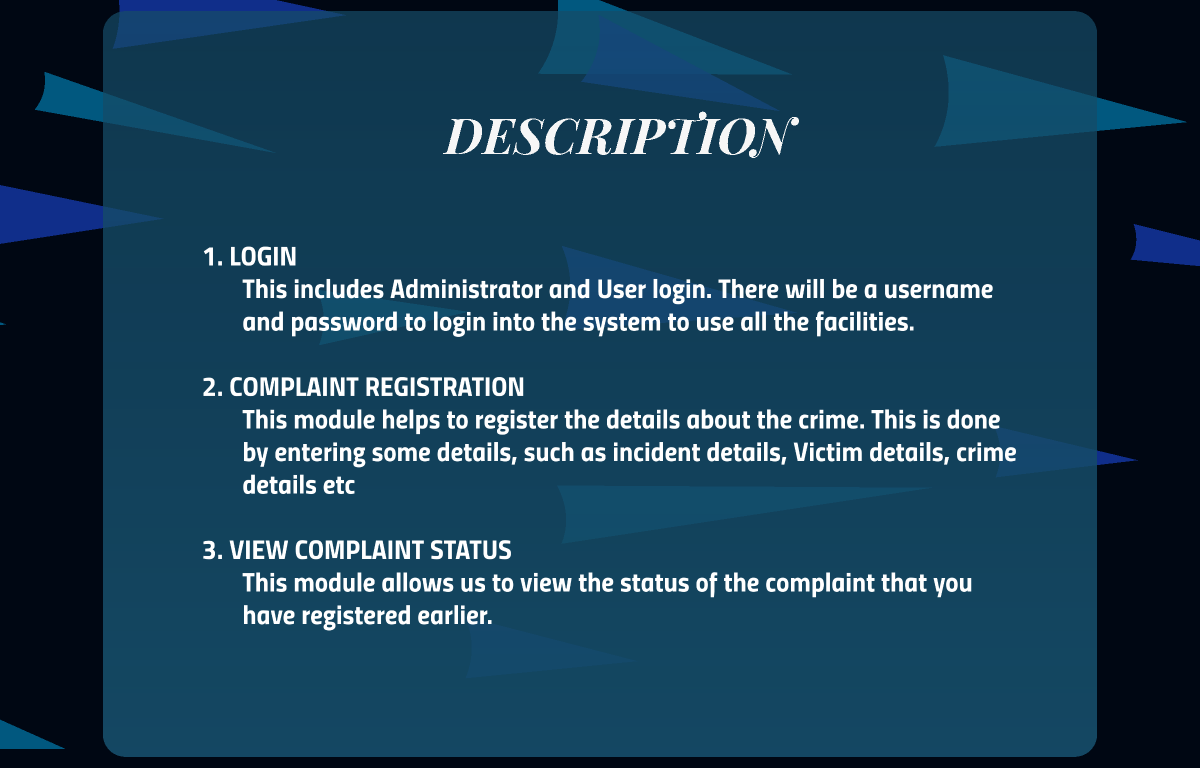 DESCRIPTION
1. LOGIN
This includes Administrator and User login. There will be a username
and password to login into the system to use all the facilities.
2. COMPLAINT REGISTRATION
This module helps to register the details about the crime. This is done
by entering some details, such as incident details, Victim details, crime
details etc
3. VIEW COMPLAINT STATUS
This module allows us to view the status of the complaint that you
have registered earlier.